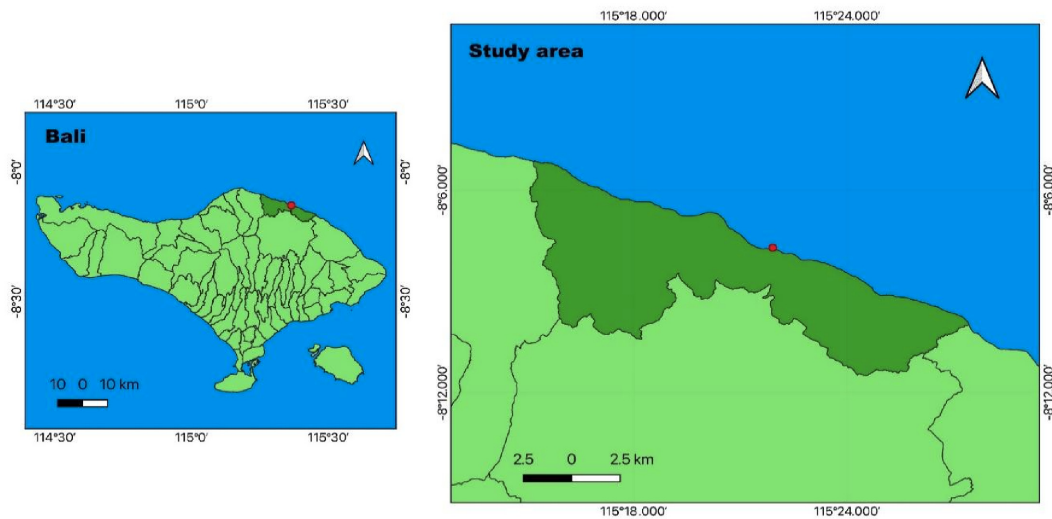 115°18.000' 115°24.000'
Study area
114°30' 115°0' 115°30'
Bali
-8°0' -8°0'
-8°6.000' -8°6.000'
-8°30' -8°30'
10 0 10 km
-8°12.000' -8°12.000'
114°30' 115°0' 115°30'
2.5 0 2.5 km
115°18.000' 115°24.000'